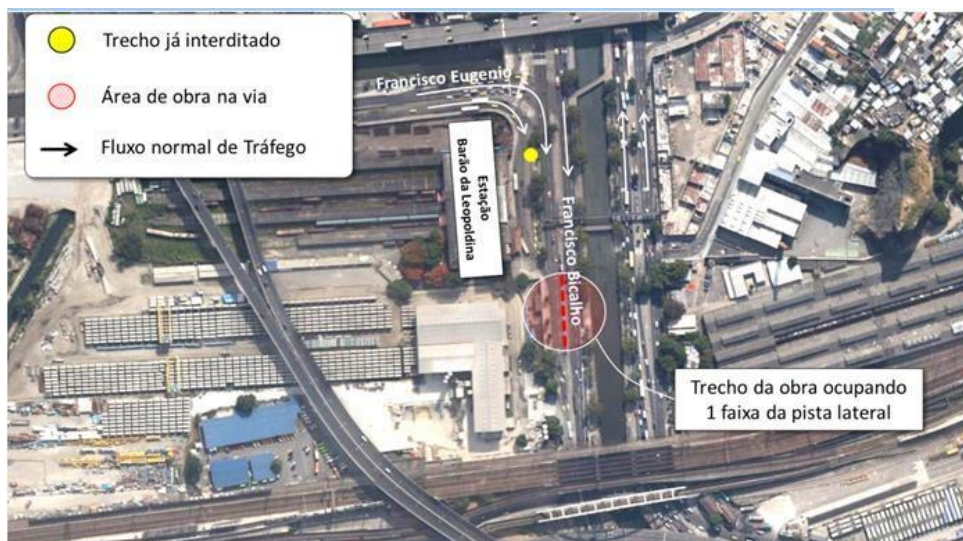 Trecho já interditado
Área de obra na via
Fluxo normal de Tráfego
Francisco Eugenio
Estação
Barão da Leopoldina
Francisco Bicalho
Trecho da obra ocupando
1 faixa da pista lateral